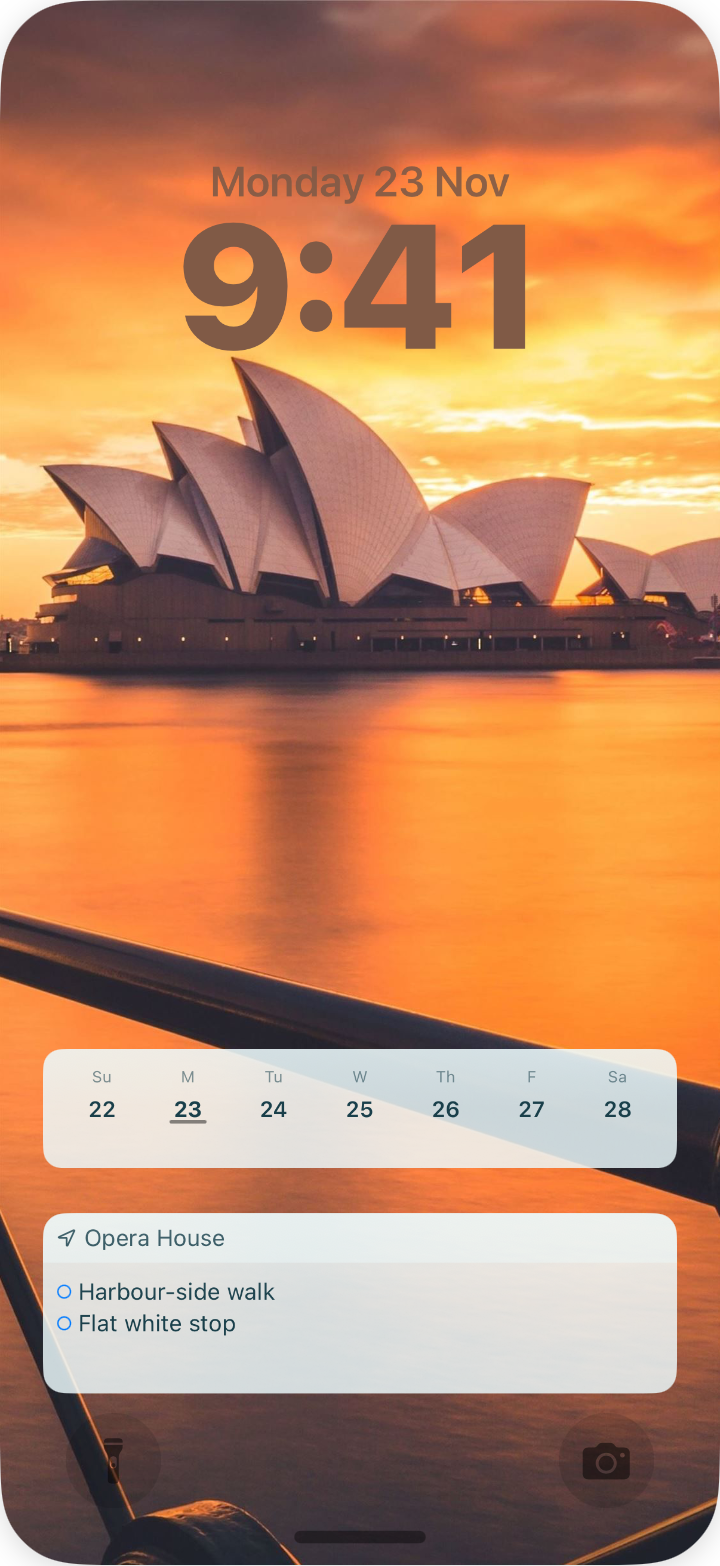 Monday 23 Nov
9:41
Su M Tu W Th F Sa
22 23 24 25 26 27 28
Opera House
Harbour-side walk
Flat white stop